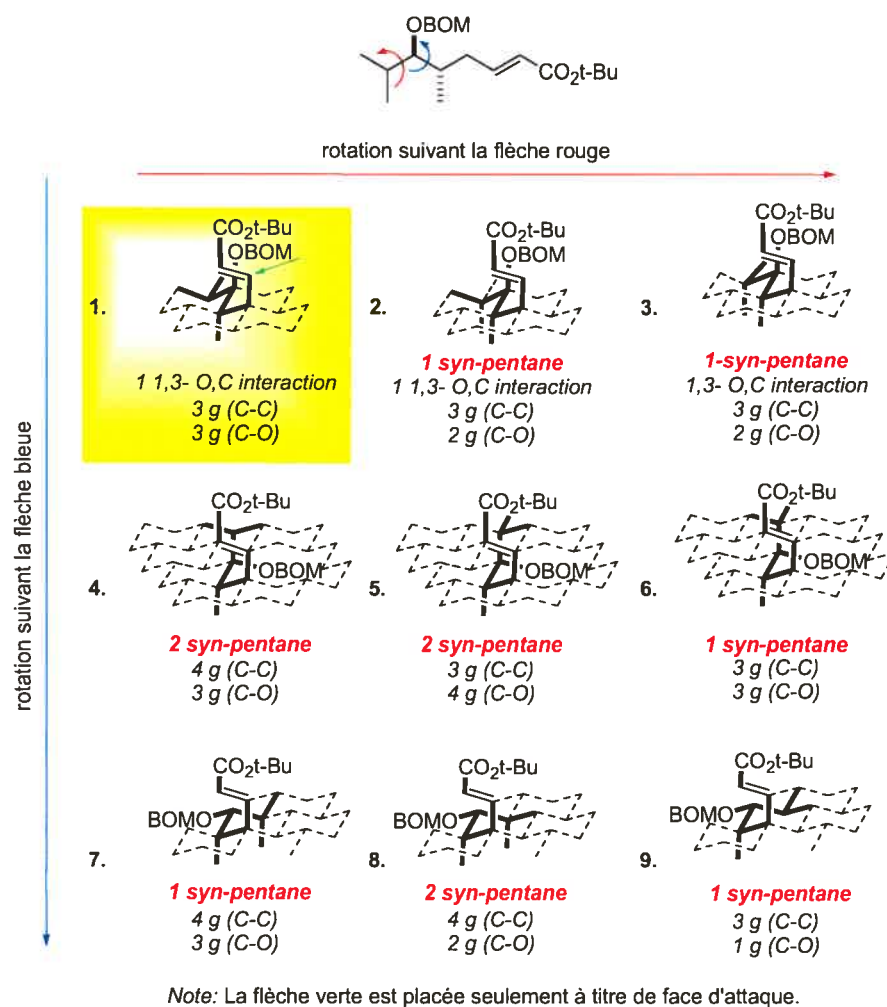 OBOM
CO2t-Bu
rotation suivant la flèche rouge
rotation suivant la flèche bleue
CO2t-Bu
OBOM
1.
1 1,3- O,C interaction
3 g (C-C)
3 g (C-O)
CO2t-Bu
OBOM
2.
1 syn-pentane
1 1,3- O,C interaction
3 g (C-C)
2 g (C-O)
CO2t-Bu
OBOM
3.
1-syn-pentane
1,3- O,C interaction
3 g (C-C)
2 g (C-O)
CO2t-Bu
OBOM
4.
2 syn-pentane
4 g (C-C)
3 g (C-O)
CO2t-Bu
OBOM
5.
2 syn-pentane
3 g (C-C)
4 g (C-O)
CO2t-Bu
OBOM
6.
1 syn-pentane
3 g (C-C)
3 g (C-O)
CO2t-Bu
BOMO
7.
1 syn-pentane
4 g (C-C)
3 g (C-O)
CO2t-Bu
BOMO
8.
2 syn-pentane
4 g (C-C)
2 g (C-O)
CO2t-Bu
BOMO
9.
1 syn-pentane
3 g (C-C)
1 g (C-O)
Note: La flèche verte est placée seulement à titre de face d'attaque.